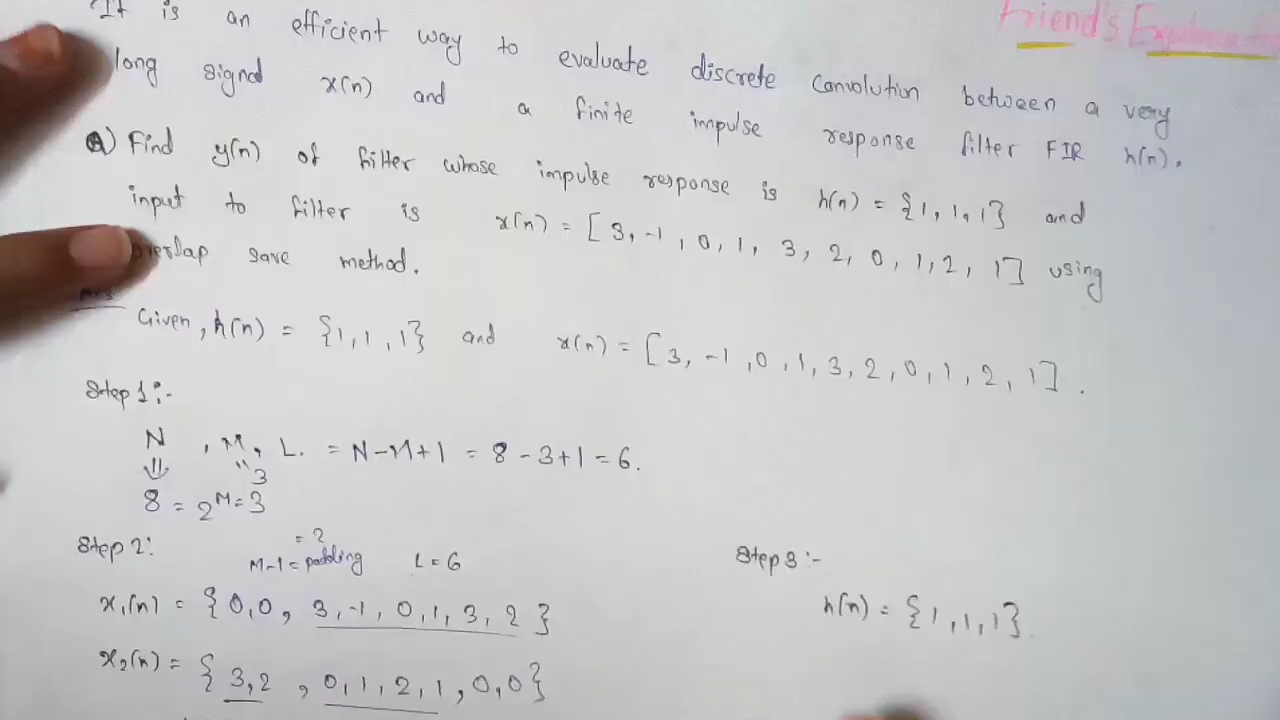 Friend's
It is an efficient way to evaluate discrete convolution between a very
long signal x(n) and a finite impulse response filter FIR h(n).
Q) Find y(n) of filter whose impulse response is h(n) = {1, 1, 1} and
input to filter is x(n) = [3, -1, 0, 1, 3, 2, 0, 1, 2, 1] using
overlap save method.
Ans
Given, h(n) = {1, 1, 1} and x(n) = [3, -1, 0, 1, 3, 2, 0, 1, 2, 1].
Step 1:-
N , M, L. = N-M+1 = 8-3+1 = 6.
⇓ " 3
8 = 2^M=3
Step 2:
= 2
M-1 = padding L = 6
x₁(n) = {0,0, 3, -1, 0, 1, 3, 2}
x₂(n) = {3,2 , 0, 1, 2, 1, 0,0}
Step 3:-
h(n) = {1, 1, 1}.